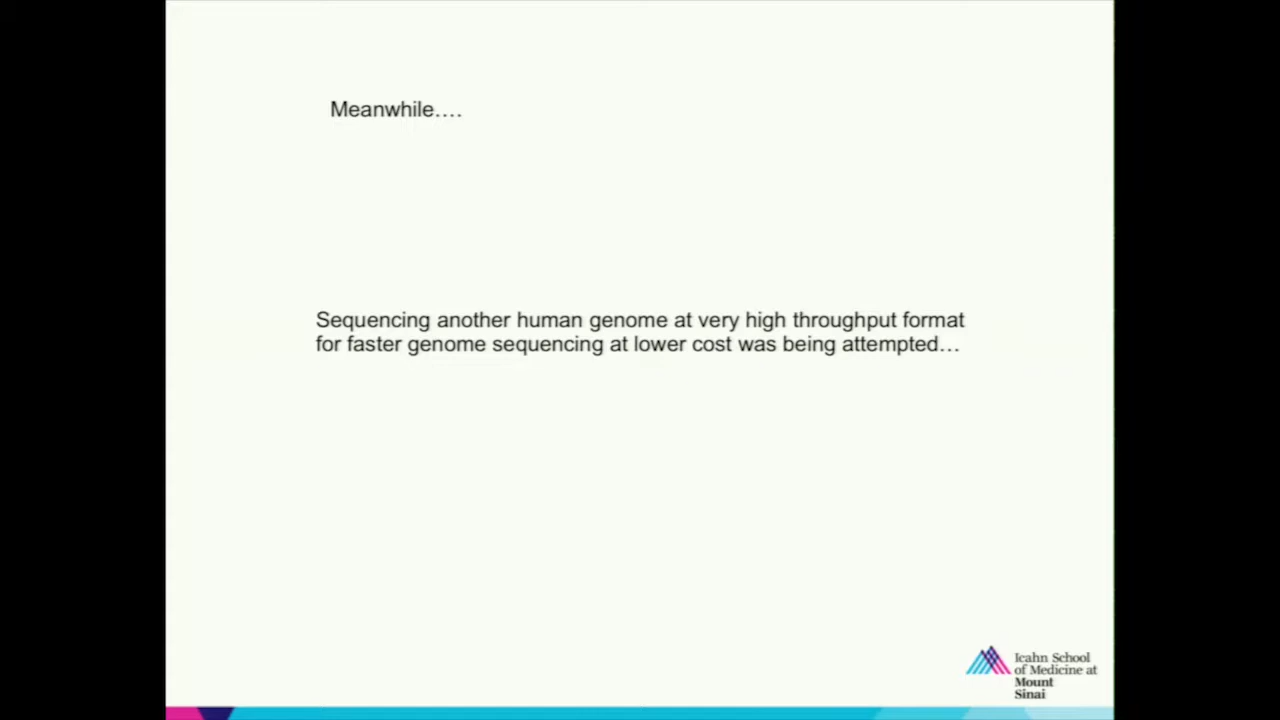 Meanwhile….
Sequencing another human genome at very high throughput format
for faster genome sequencing at lower cost was being attempted…
Icahn School
of Medicine at
Mount
Sinai